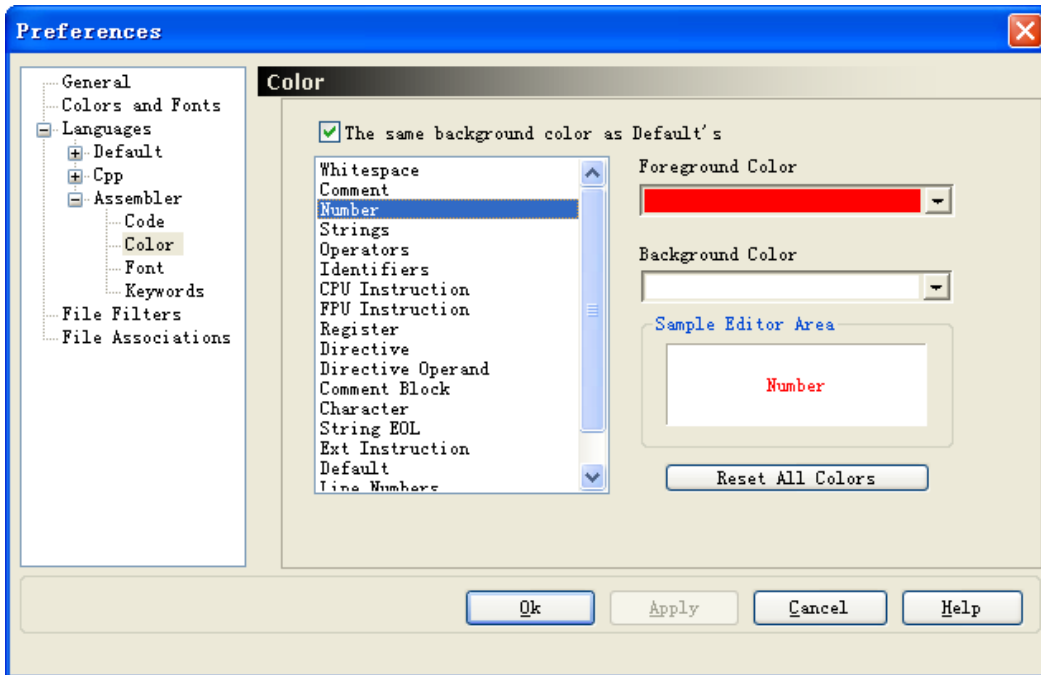 Preferences
General
Colors and Fonts
Languages
Default
Cpp
Assembler
Code
Color
Font
Keywords
File Filters
File Associations
Color
The same background color as Default's
Whitespace
Comment
Number
Strings
Operators
Identifiers
CPU Instruction
FPU Instruction
Register
Directive
Directive Operand
Comment Block
Character
String EOL
Ext Instruction
Default
Line Numbers
Foreground Color
Background Color
Sample Editor Area
Number
Reset All Colors
Ok
Apply
Cancel
Help